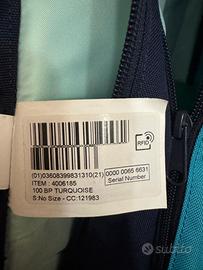 RFID
(01)03608399831310(21)
0000 0065 6631
Serial Number
ITEM : 4006185
100 BP TURQUOISE
S:No Size - CC:121983
subito